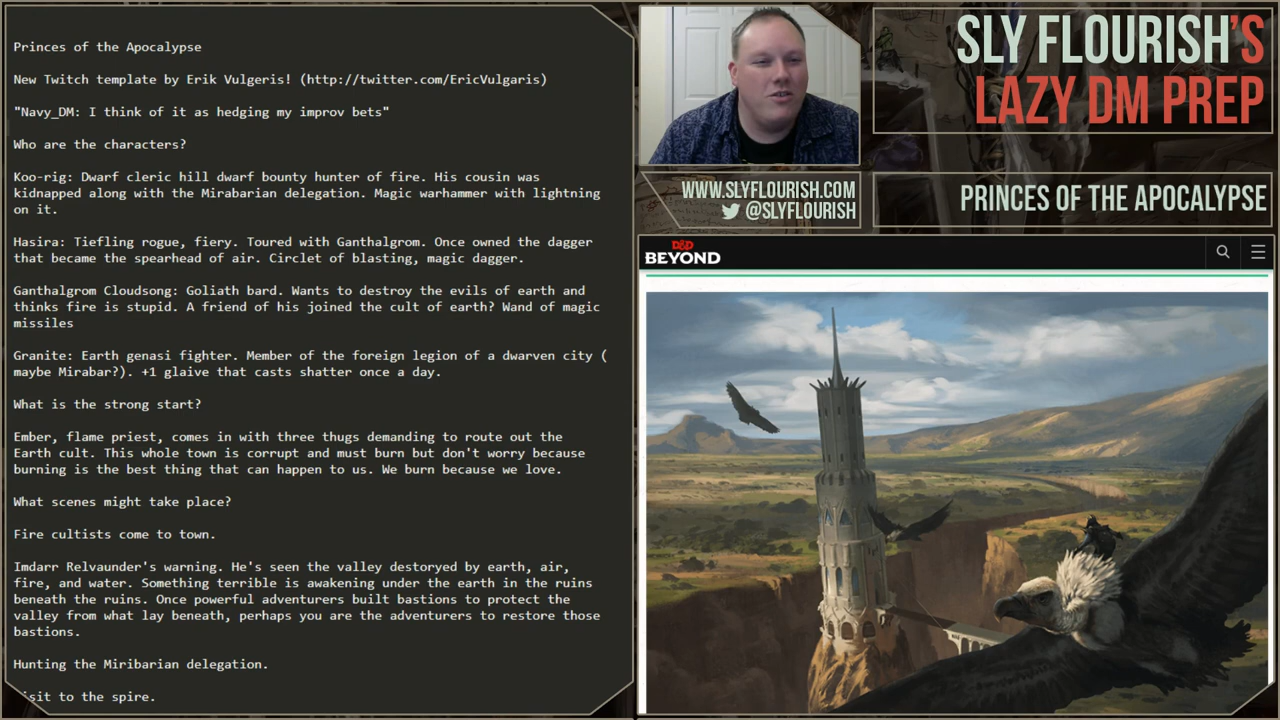 Princes of the Apocalypse
New Twitch template by Erik Vulgeris! (http://twitter.com/EricVulgaris)
"Navy_DM: I think of it as hedging my improv bets"
Who are the characters?
Koo-rig: Dwarf cleric hill dwarf bounty hunter of fire. His cousin was
kidnapped along with the Mirabarian delegation. Magic warhammer with lightning
on it.
Hasira: Tiefling rogue, fiery. Toured with Ganthalgrom. Once owned the dagger
that became the spearhead of air. Circlet of blasting, magic dagger.
Ganthalgrom Cloudsong: Goliath bard. Wants to destroy the evils of earth and
thinks fire is stupid. A friend of his joined the cult of earth? Wand of magic
missiles
Granite: Earth genasi fighter. Member of the foreign legion of a dwarven city (
maybe Mirabar?). +1 glaive that casts shatter once a day.
What is the strong start?
Ember, flame priest, comes in with three thugs demanding to route out the
Earth cult. This whole town is corrupt and must burn but don't worry because
burning is the best thing that can happen to us. We burn because we love.
What scenes might take place?
Fire cultists come to town.
Imdarr Relvaunder's warning. He's seen the valley destoryed by earth, air,
fire, and water. Something terrible is awakening under the earth in the ruins
beneath the ruins. Once powerful adventurers built bastions to protect the
valley from what lay beneath, perhaps you are the adventurers to restore those
bastions.
Hunting the Miribarian delegation.
isit to the spire.
SLY FLOURISH'S
LAZY DM PREP
WWW.SLYFLOURISH.COM
@SLYFLOURISH
PRINCES OF THE APOCALYPSE
D&D
BEYOND